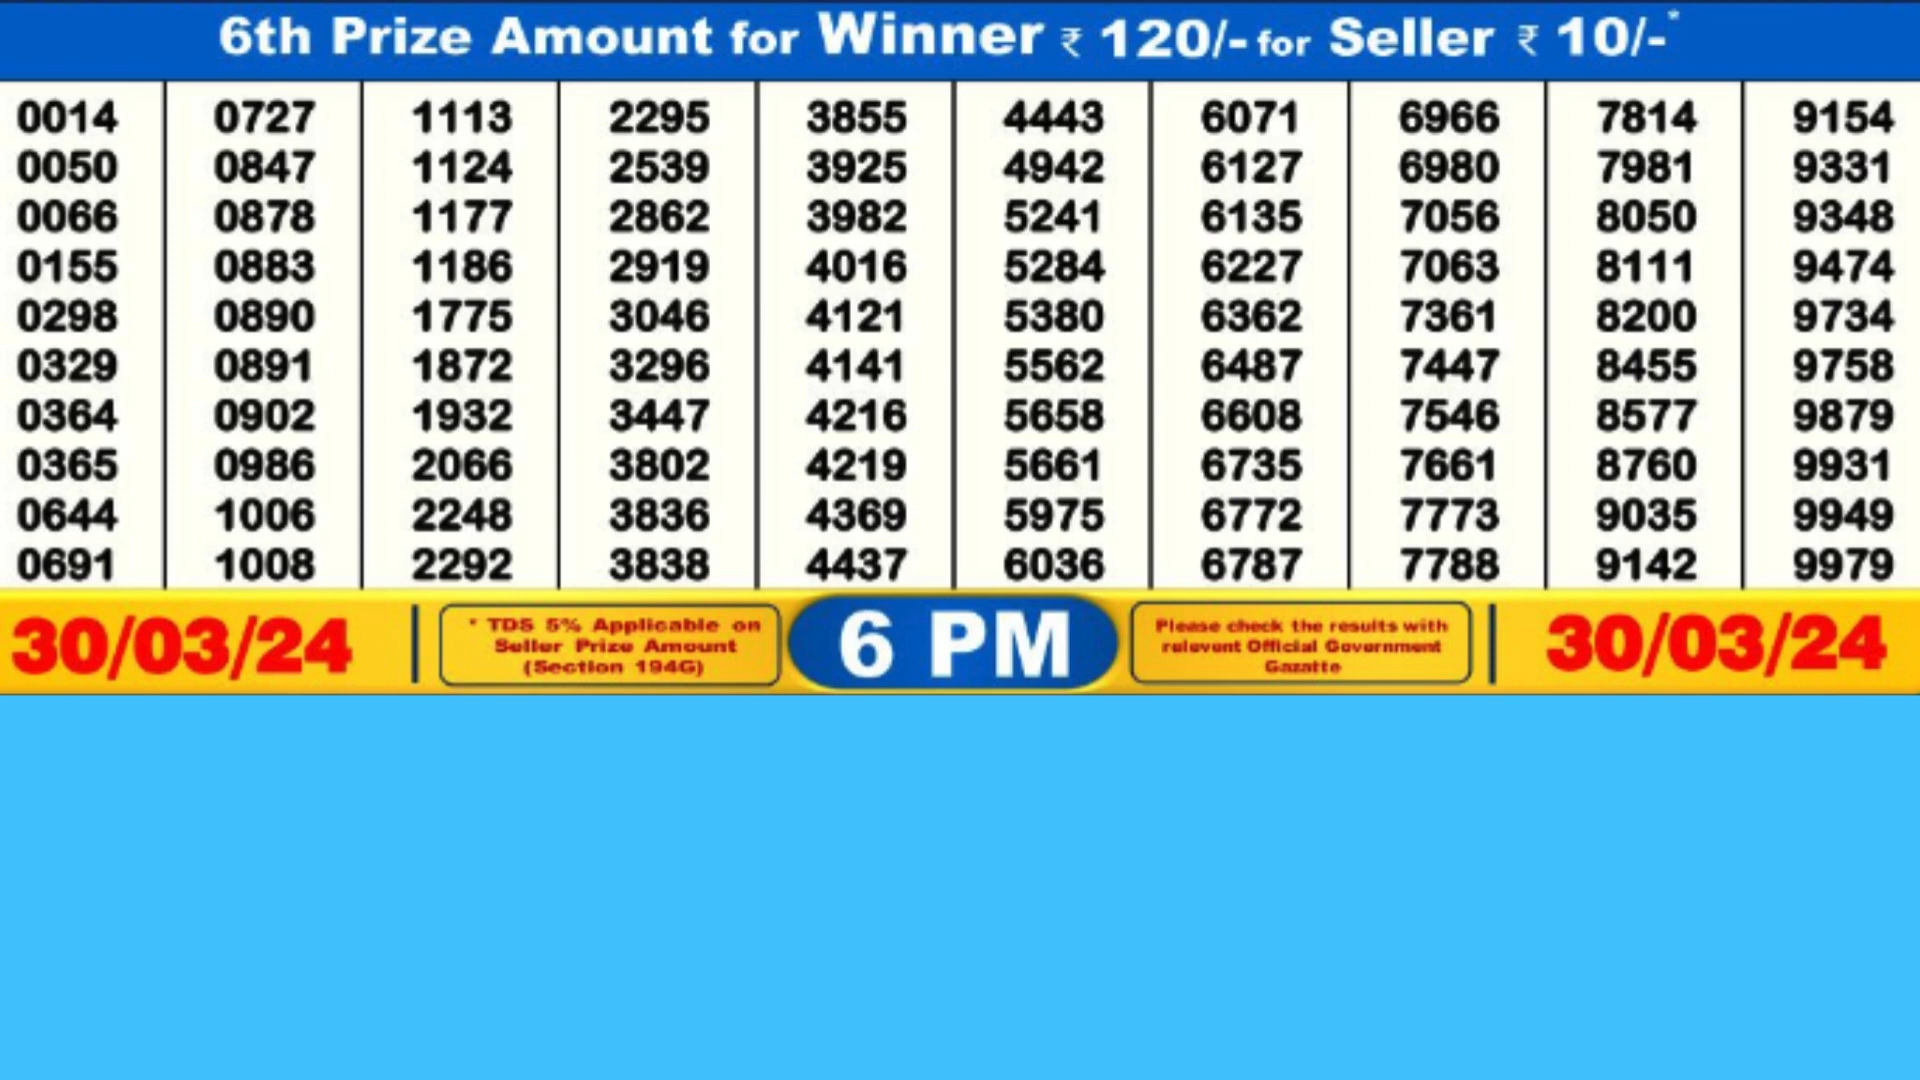 6th Prize Amount for Winner ₹ 120/- for Seller ₹ 10/-*
0014 0727 1113 2295 3855 4443 6071 6966 7814 9154
0050 0847 1124 2539 3925 4942 6127 6980 7981 9331
0066 0878 1177 2862 3982 5241 6135 7056 8050 9348
0155 0883 1186 2919 4016 5284 6227 7063 8111 9474
0298 0890 1775 3046 4121 5380 6362 7361 8200 9734
0329 0891 1872 3296 4141 5562 6487 7447 8455 9758
0364 0902 1932 3447 4216 5658 6608 7546 8577 9879
0365 0986 2066 3802 4219 5661 6735 7661 8760 9931
0644 1006 2248 3836 4369 5975 6772 7773 9035 9949
0691 1008 2292 3838 4437 6036 6787 7788 9142 9979
30/03/24
* TDS 5% Applicable on
Seller Prize Amount
(Section 194G)
6 PM
Please check the results with
relevent Official Government
Gazatte
30/03/24